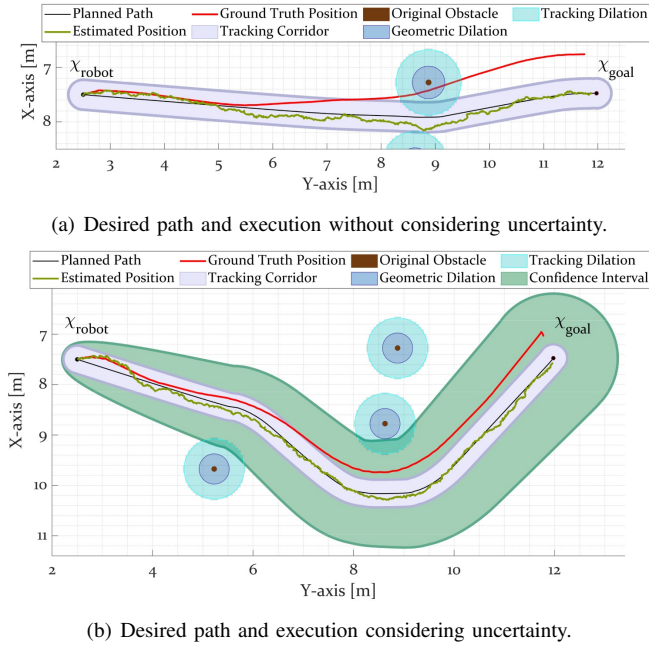 Planned Path Ground Truth Position Original Obstacle Tracking Dilation
Estimated Position Tracking Corridor Geometric Dilation
χrobot χgoal
X-axis [m]
7
8
2 3 4 5 6 7 8 9 10 11 12
Y-axis [m]
(a) Desired path and execution without considering uncertainty.
Planned Path Ground Truth Position Original Obstacle Tracking Dilation
Estimated Position Tracking Corridor Geometric Dilation Confidence Interval
χrobot χgoal
X-axis [m]
7
8
9
10
11
2 4 6 8 10 12
Y-axis [m]
(b) Desired path and execution considering uncertainty.